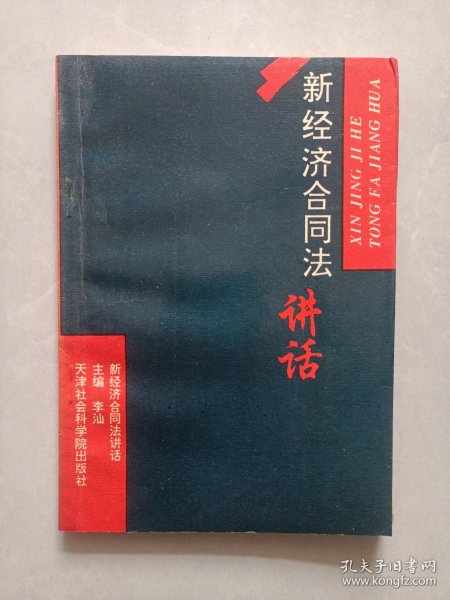 新经济合同法
讲话
XIN JING JI HE
TONG FA JIANG HUA
新经济合同法讲话
主编 李汕
天津社会科学院出版社
孔夫子旧书网
www.kongfz.com